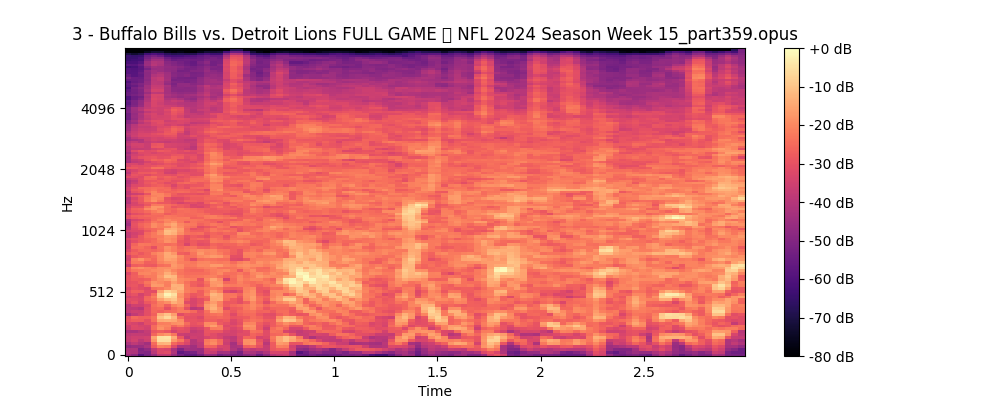 3 - Buffalo Bills vs. Detroit Lions FULL GAME ▯ NFL 2024 Season Week 15_part359.opus
+0 dB
4096
-10 dB
-20 dB
2048
-30 dB
Hz
1024
-40 dB
-50 dB
512
-60 dB
-70 dB
0
-80 dB
0 0.5 1 1.5 2 2.5
Time